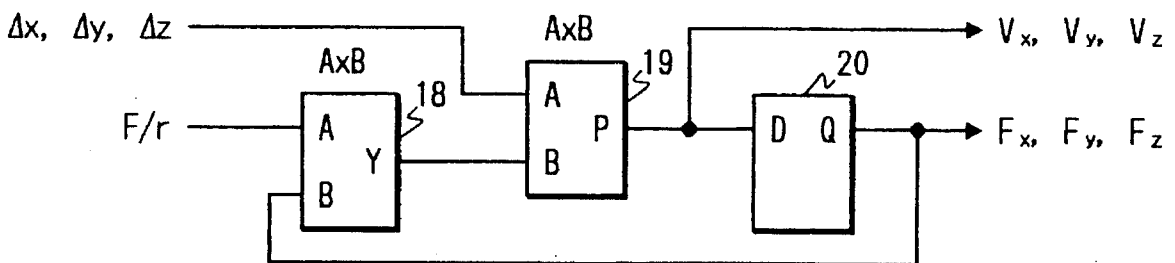 Δx, Δy, Δz
AxB
Vx, Vy, Vz
AxB
19
20
18
A
F/r
A
Y
B
P
D Q
Fx, Fy, Fz
B